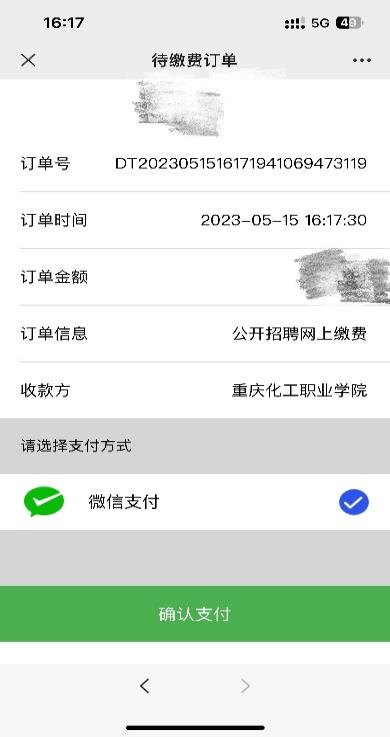 16:17
5G 49
待缴费订单
订单号 DT2023051516171941069473119
订单时间 2023-05-15 16:17:30
订单金额
订单信息 公开招聘网上缴费
收款方 重庆化工职业学院
请选择支付方式
微信支付
确认支付